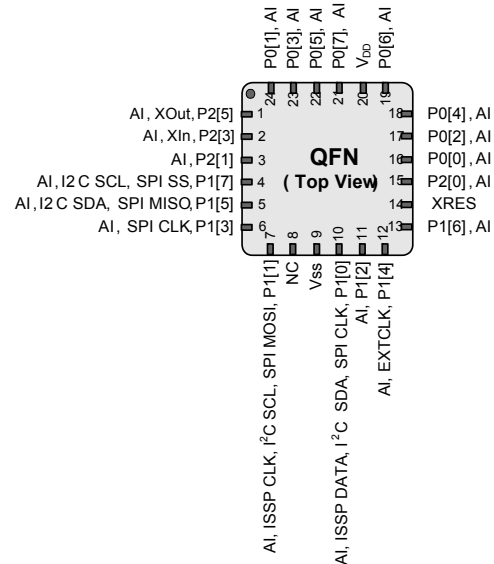 P0[1], AI
P0[3], AI
P0[5], AI
P0[7], AI
VDD
P0[6], AI
24
23
22
21
20
19
AI, XOut, P2[5]
1
AI, XIn, P2[3]
2
AI, P2[1]
3
AI, I2 C SCL, SPI SS, P1[7]
4
AI, I2 C SDA, SPI MISO, P1[5]
5
AI, SPI CLK, P1[3]
6
QFN
( Top View)
18
P0[4], AI
17
P0[2], AI
16
P0[0], AI
15
P2[0], AI
14
XRES
13
P1[6], AI
7
8
9
10
11
12
AI, ISSP CLK, I²C SCL, SPI MOSI, P1[1]
NC
Vss
AI, ISSP DATA, I²C SDA, SPI CLK, P1[0]
AI, P1[2]
AI, EXTCLK, P1[4]